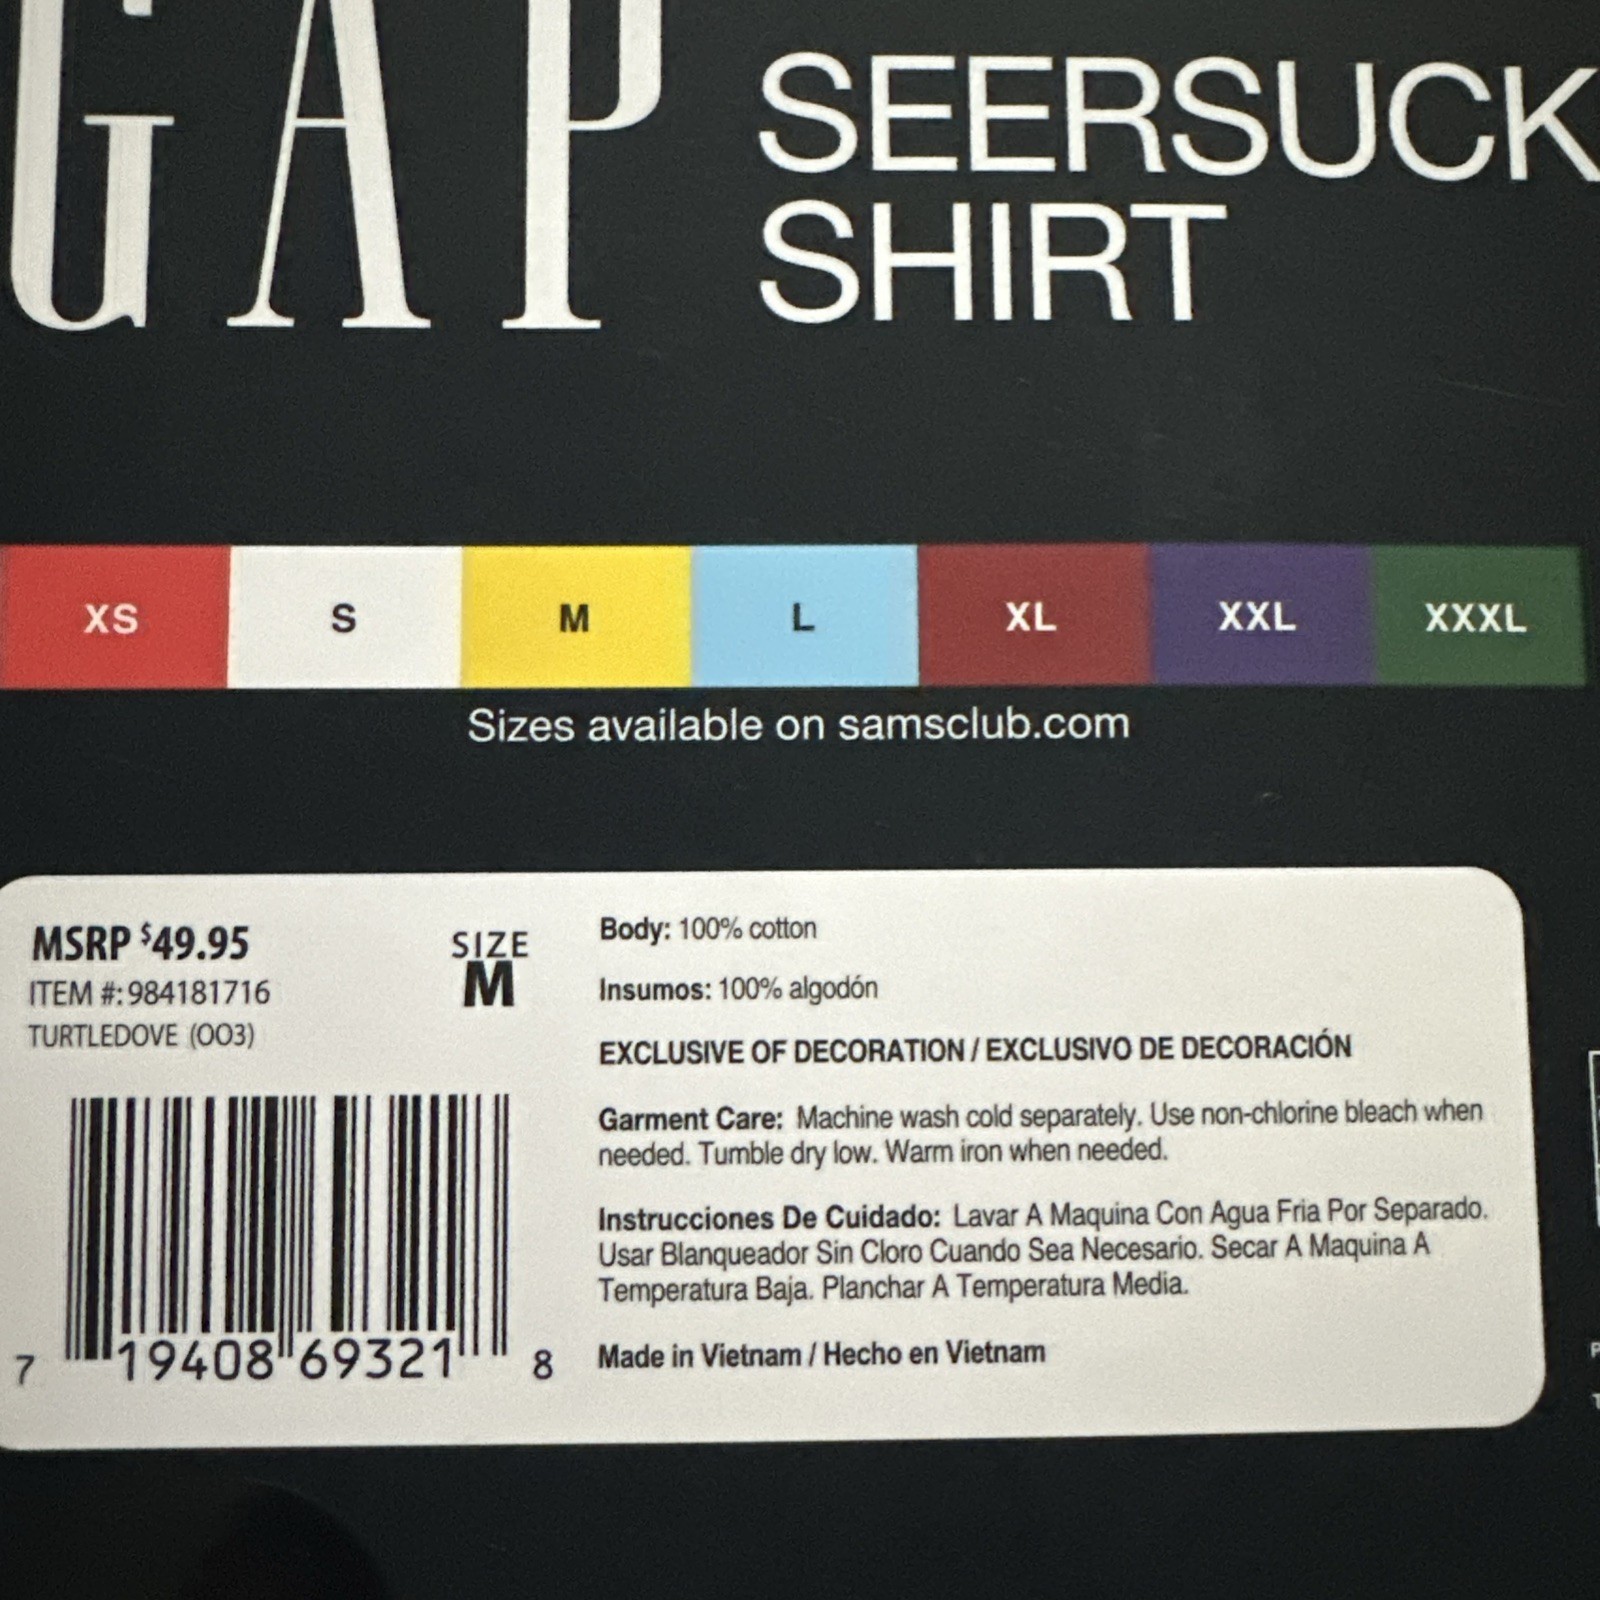 GAP
SEERSUCK
SHIRT
XS S M L XL XXL XXXL
Sizes available on samsclub.com
MSRP $49.95
ITEM #:984181716
TURTLEDOVE (003)
SIZE
M
7 19408 69321 8
Body: 100% cotton
Insumos: 100% algodón
EXCLUSIVE OF DECORATION / EXCLUSIVO DE DECORACIÓN
Garment Care: Machine wash cold separately. Use non-chlorine bleach when
needed. Tumble dry low. Warm iron when needed.
Instrucciones De Cuidado: Lavar A Maquina Con Agua Fria Por Separado.
Usar Blanqueador Sin Cloro Cuando Sea Necesario. Secar A Maquina A
Temperatura Baja. Planchar A Temperatura Media.
Made in Vietnam / Hecho en Vietnam